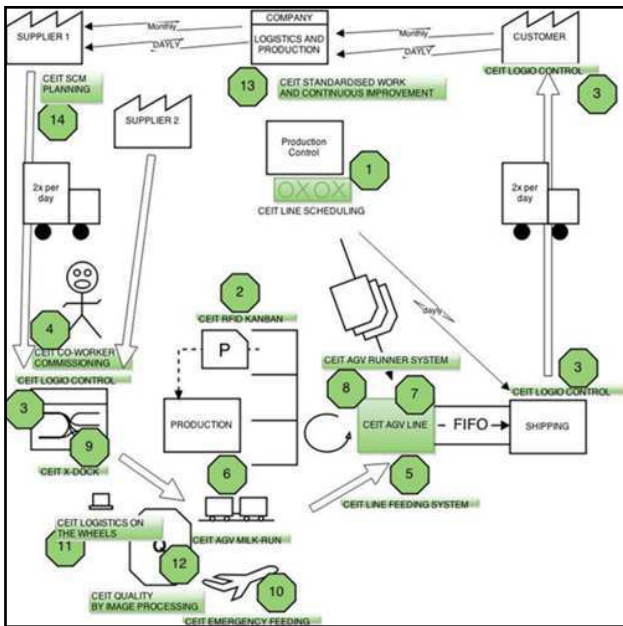 SUPPLIER 1
Monthly
DAYLY
COMPANY
LOGISTICS AND
PRODUCTION
Monthly
DAYLY
CUSTOMER
CEIT SCM
PLANNING
14
13
CEIT STANDARDISED WORK
AND CONTINUOUS IMPROVEMENT
CEIT LOGIO CONTROL
3
SUPPLIER 2
Production
Control
1
OXOX
CEIT LINE SCHEDULING
2x per
day
2x per
day
dayly
2
CEIT RFID KANBAN
P
PRODUCTION
4
CEIT CO-WORKER
COMMISSIONING
CEIT LOGIO CONTROL
3
9
CEIT X-DOCK
CEIT AGV RUNNER SYSTEM
8
7
CEIT AGV LINE
FIFO
3
CEIT LOGIO CONTROL
SHIPPING
5
CEIT LINE FEEDING SYSTEM
6
CEIT AGV MILK-RUN
CEIT LOGISTICS ON
THE WHEELS
11
Q
12
CEIT QUALITY
BY IMAGE PROCESSING
10
CEIT EMERGENCY FEEDING